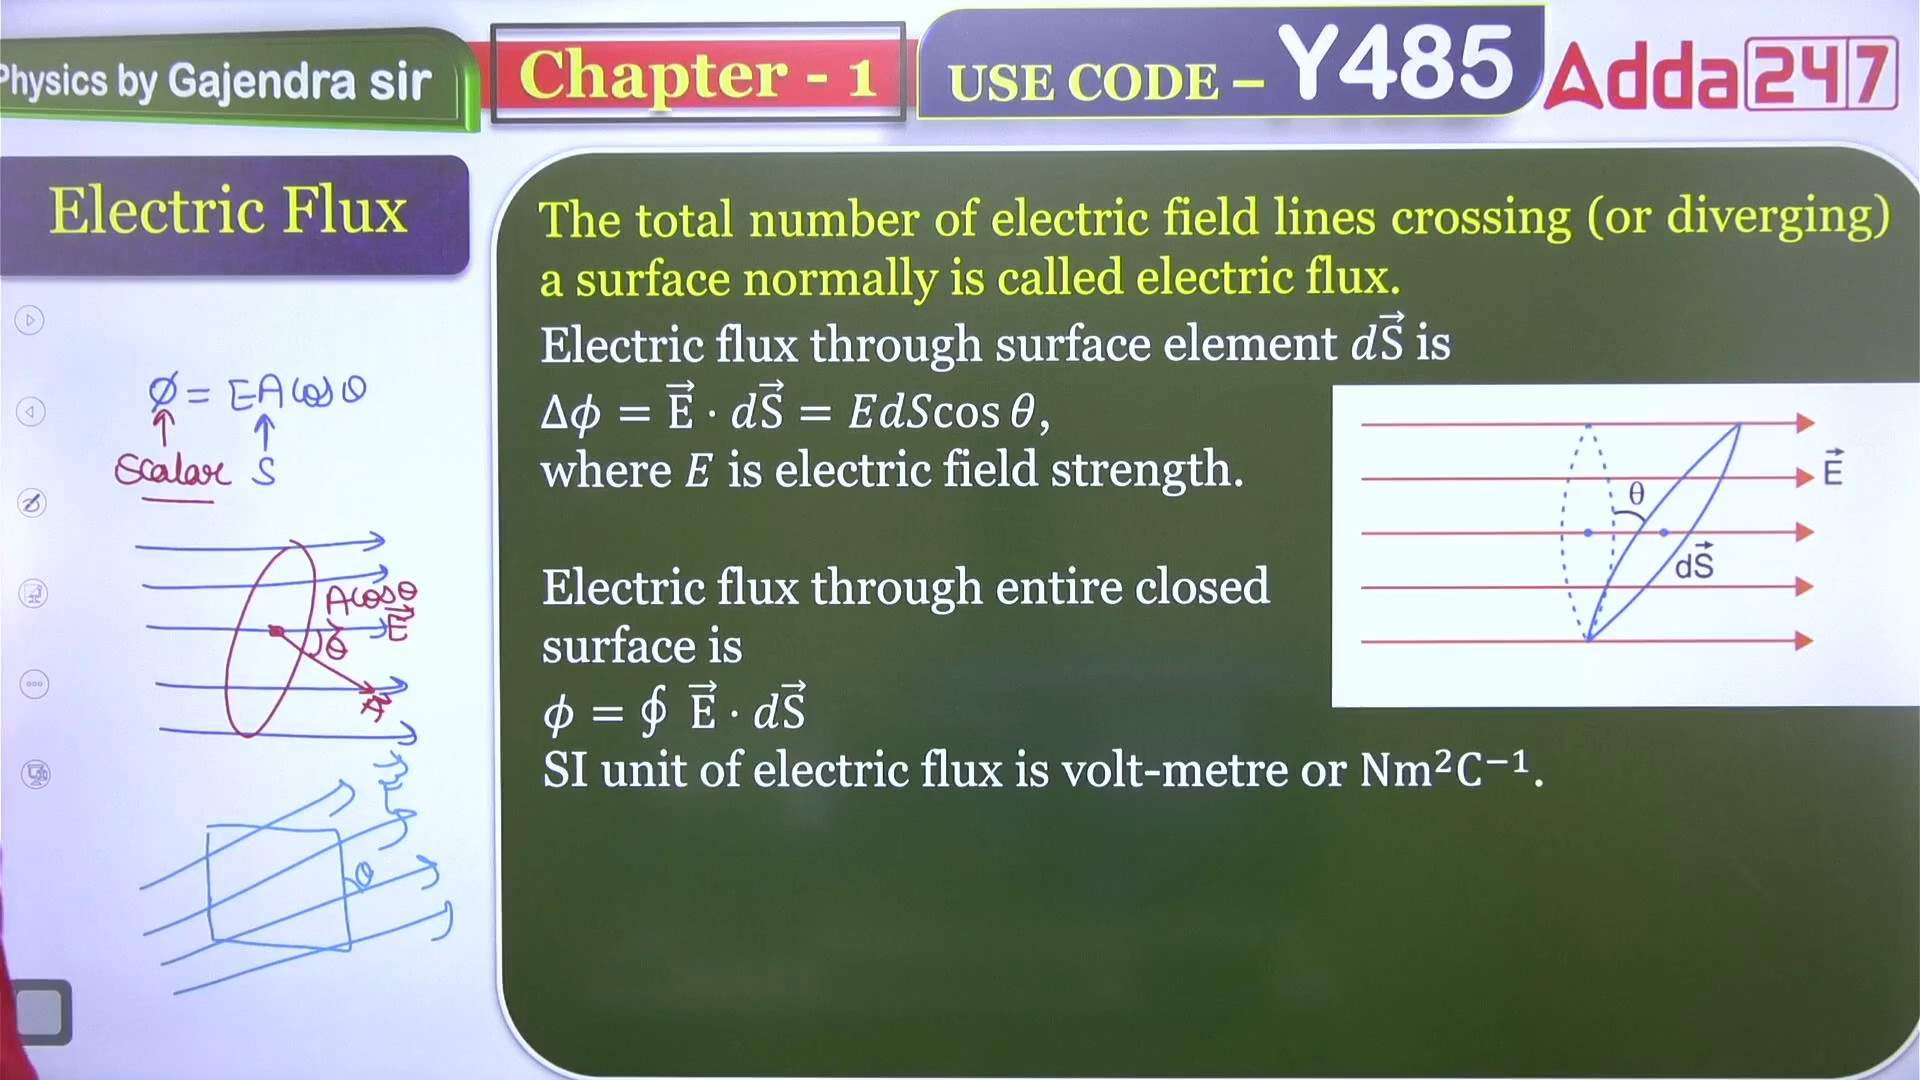 Physics by Gajendra sir
Chapter - 1
USE CODE – Y485
Adda247
Electric Flux
The total number of electric field lines crossing (or diverging)
a surface normally is called electric flux.
Electric flux through surface element dS⃗ is
Δϕ = E⃗ · dS⃗ = EdScos θ,
where E is electric field strength.
Electric flux through entire closed
surface is
ϕ = ∮ E⃗ · dS⃗
SI unit of electric flux is volt-metre or Nm²C⁻¹.
θ
E⃗
dS⃗
ϕ = EA cos θ
Scalar S
A cos θ
E⃗
θ
A⃗
θ